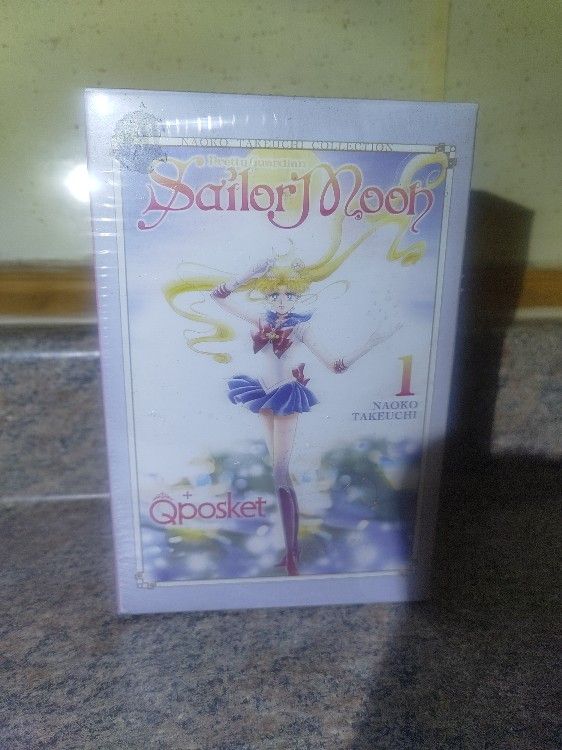 NAOKO TAKEUCHI COLLECTION
Pretty Guardian
Sailor Moon
1
NAOKO
TAKEUCHI
+
Qposket